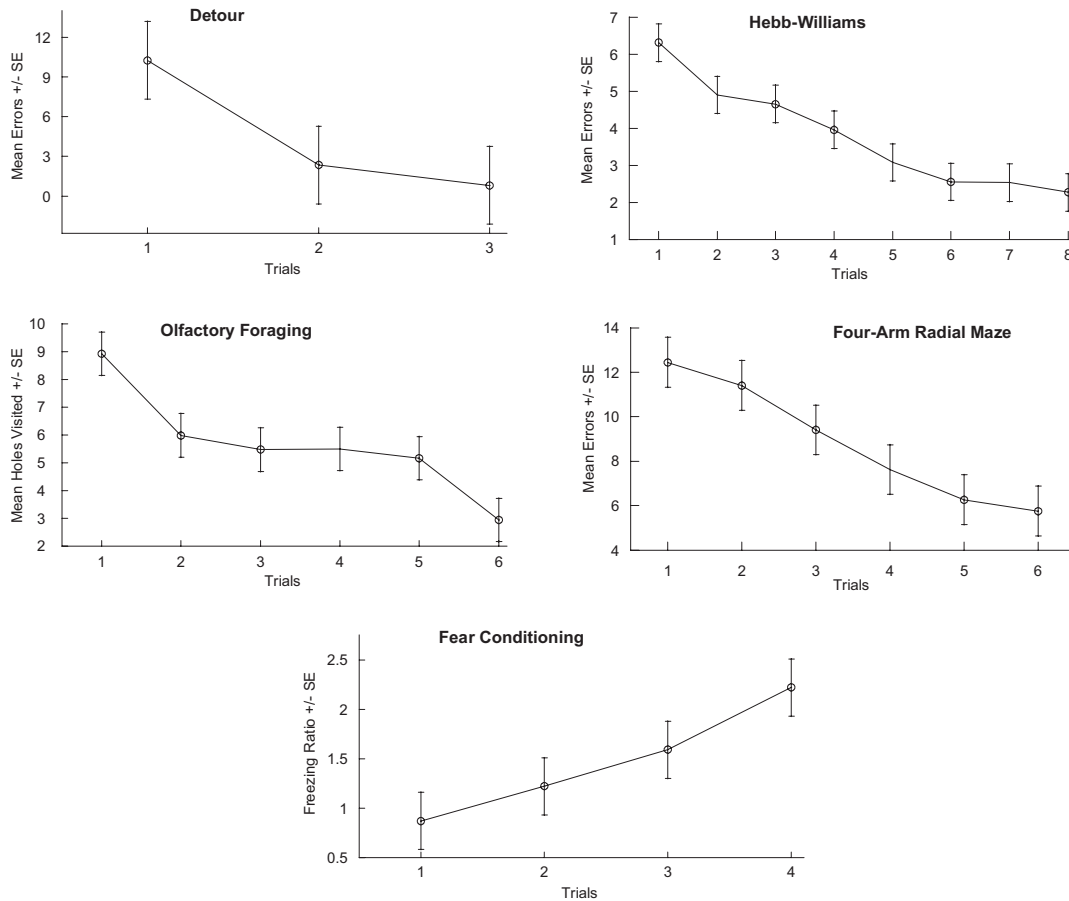 Detour
Mean Errors +/- SE
12
9
6
3
0
1 2 3
Trials
Hebb-Williams
Mean Errors +/- SE
7
6
5
4
3
2
1
1 2 3 4 5 6 7 8
Trials
Olfactory Foraging
Mean Holes Visited +/- SE
10
9
8
7
6
5
4
3
2
1 2 3 4 5 6
Trials
Four-Arm Radial Maze
Mean Errors +/- SE
14
12
10
8
6
4
1 2 3 4 5 6
Trials
Fear Conditioning
Freezing Ratio +/- SE
2.5
2
1.5
1
0.5
1 2 3 4
Trials